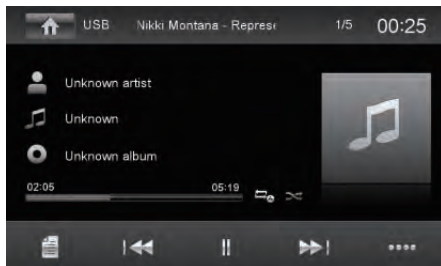 USB Nikki Montana - Represe 1/5 00:25
Unknown artist
Unknown
Unknown album
02:05 05:19